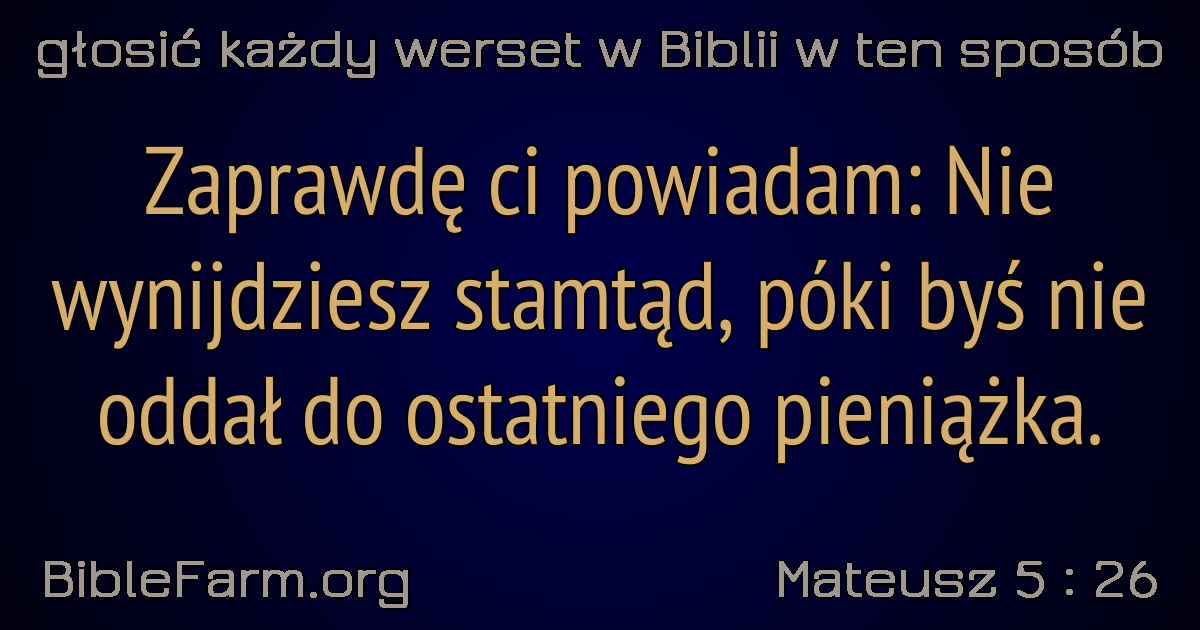 głosić każdy werset w Biblii w ten sposób
Zaprawdę ci powiadam: Nie
wynijdziesz stamtąd, póki byś nie
oddał do ostatniego pieniążka.
BibleFarm.org
Mateusz 5 : 26